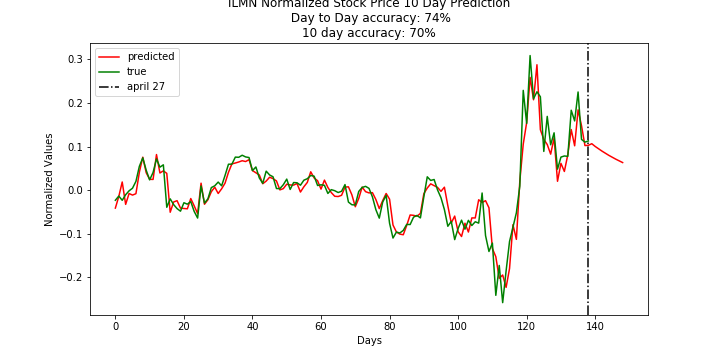 ILMN Normalized Stock Price 10 Day Prediction
Day to Day accuracy: 74%
10 day accuracy: 70%
predicted
true
april 27
Normalized Values
0.3
0.2
0.1
0.0
−0.1
−0.2
0 20 40 60 80 100 120 140
Days